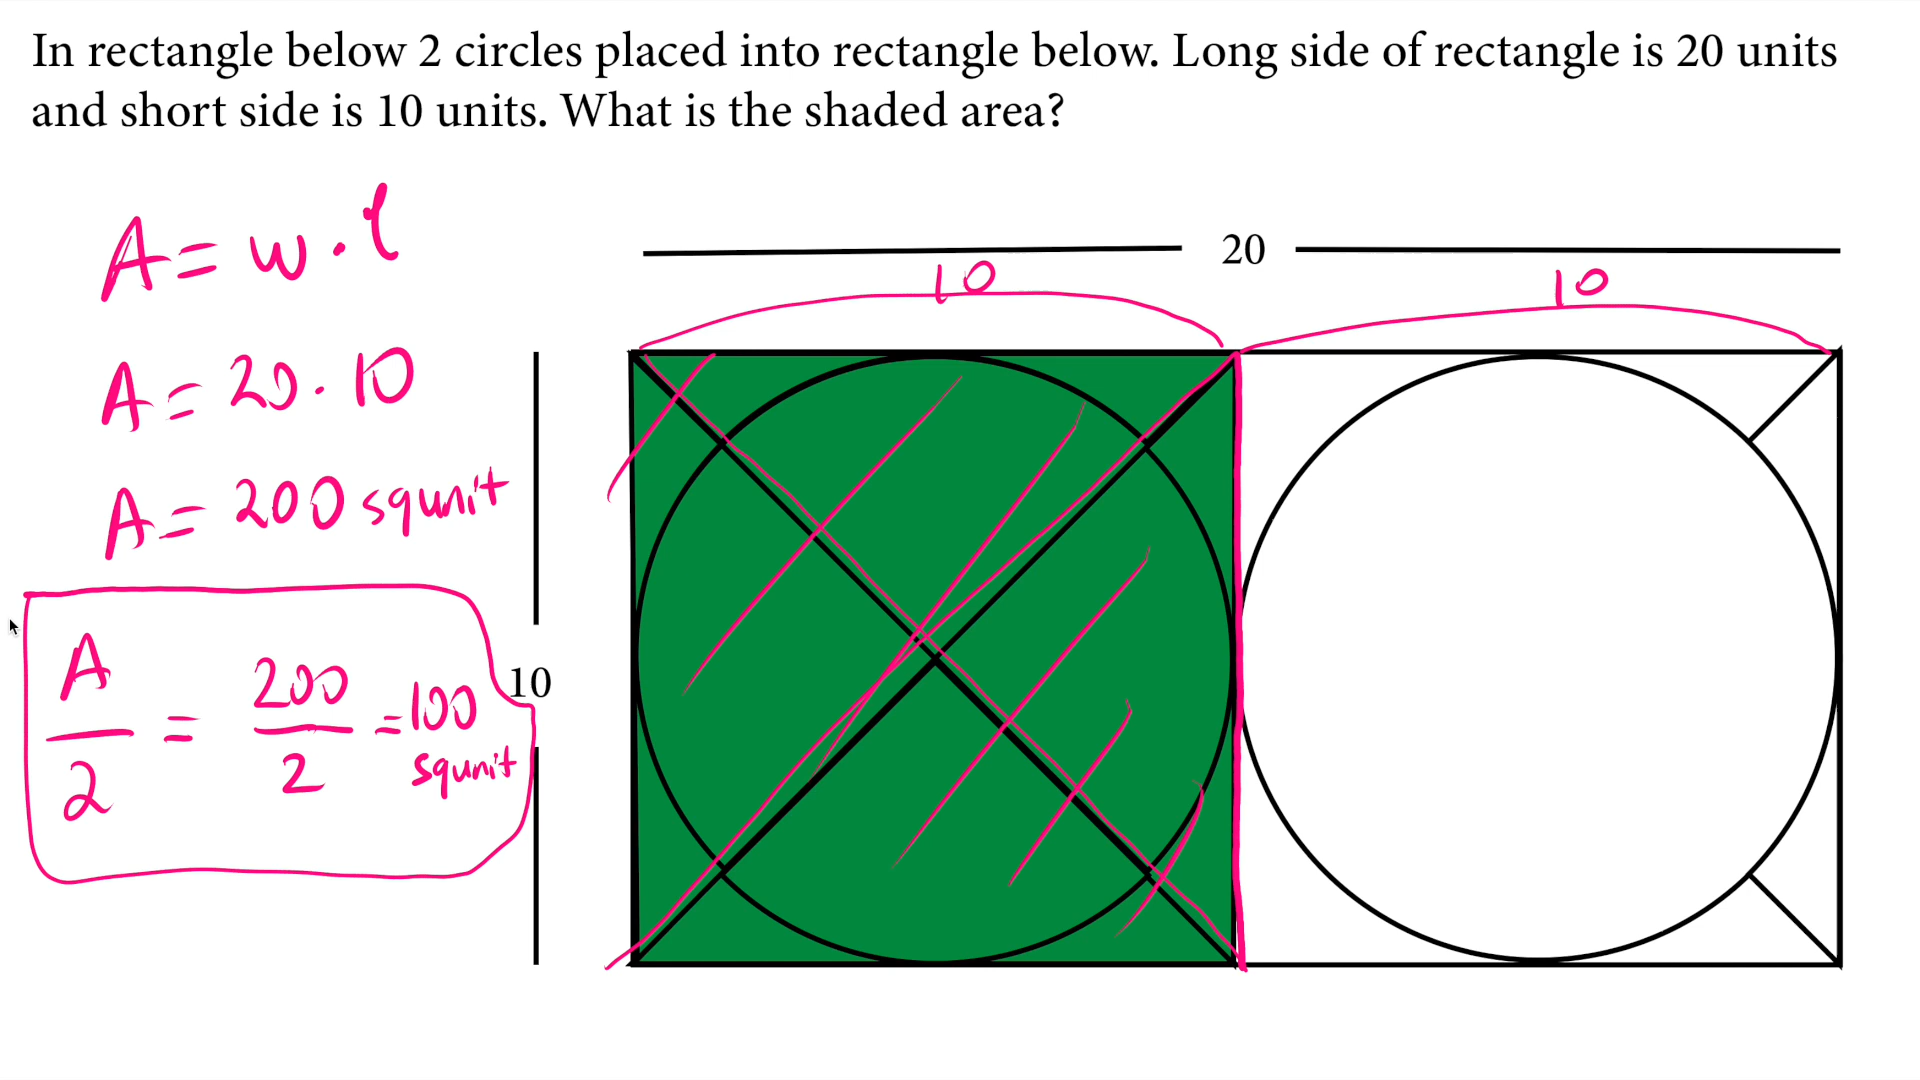 In rectangle below 2 circles placed into rectangle below. Long side of rectangle is 20 units
and short side is 10 units. What is the shaded area?
A = w · l
20
10
10
A = 20 · 10
A = 200 squnit
A/2 = 200/2 = 100
squnit
10